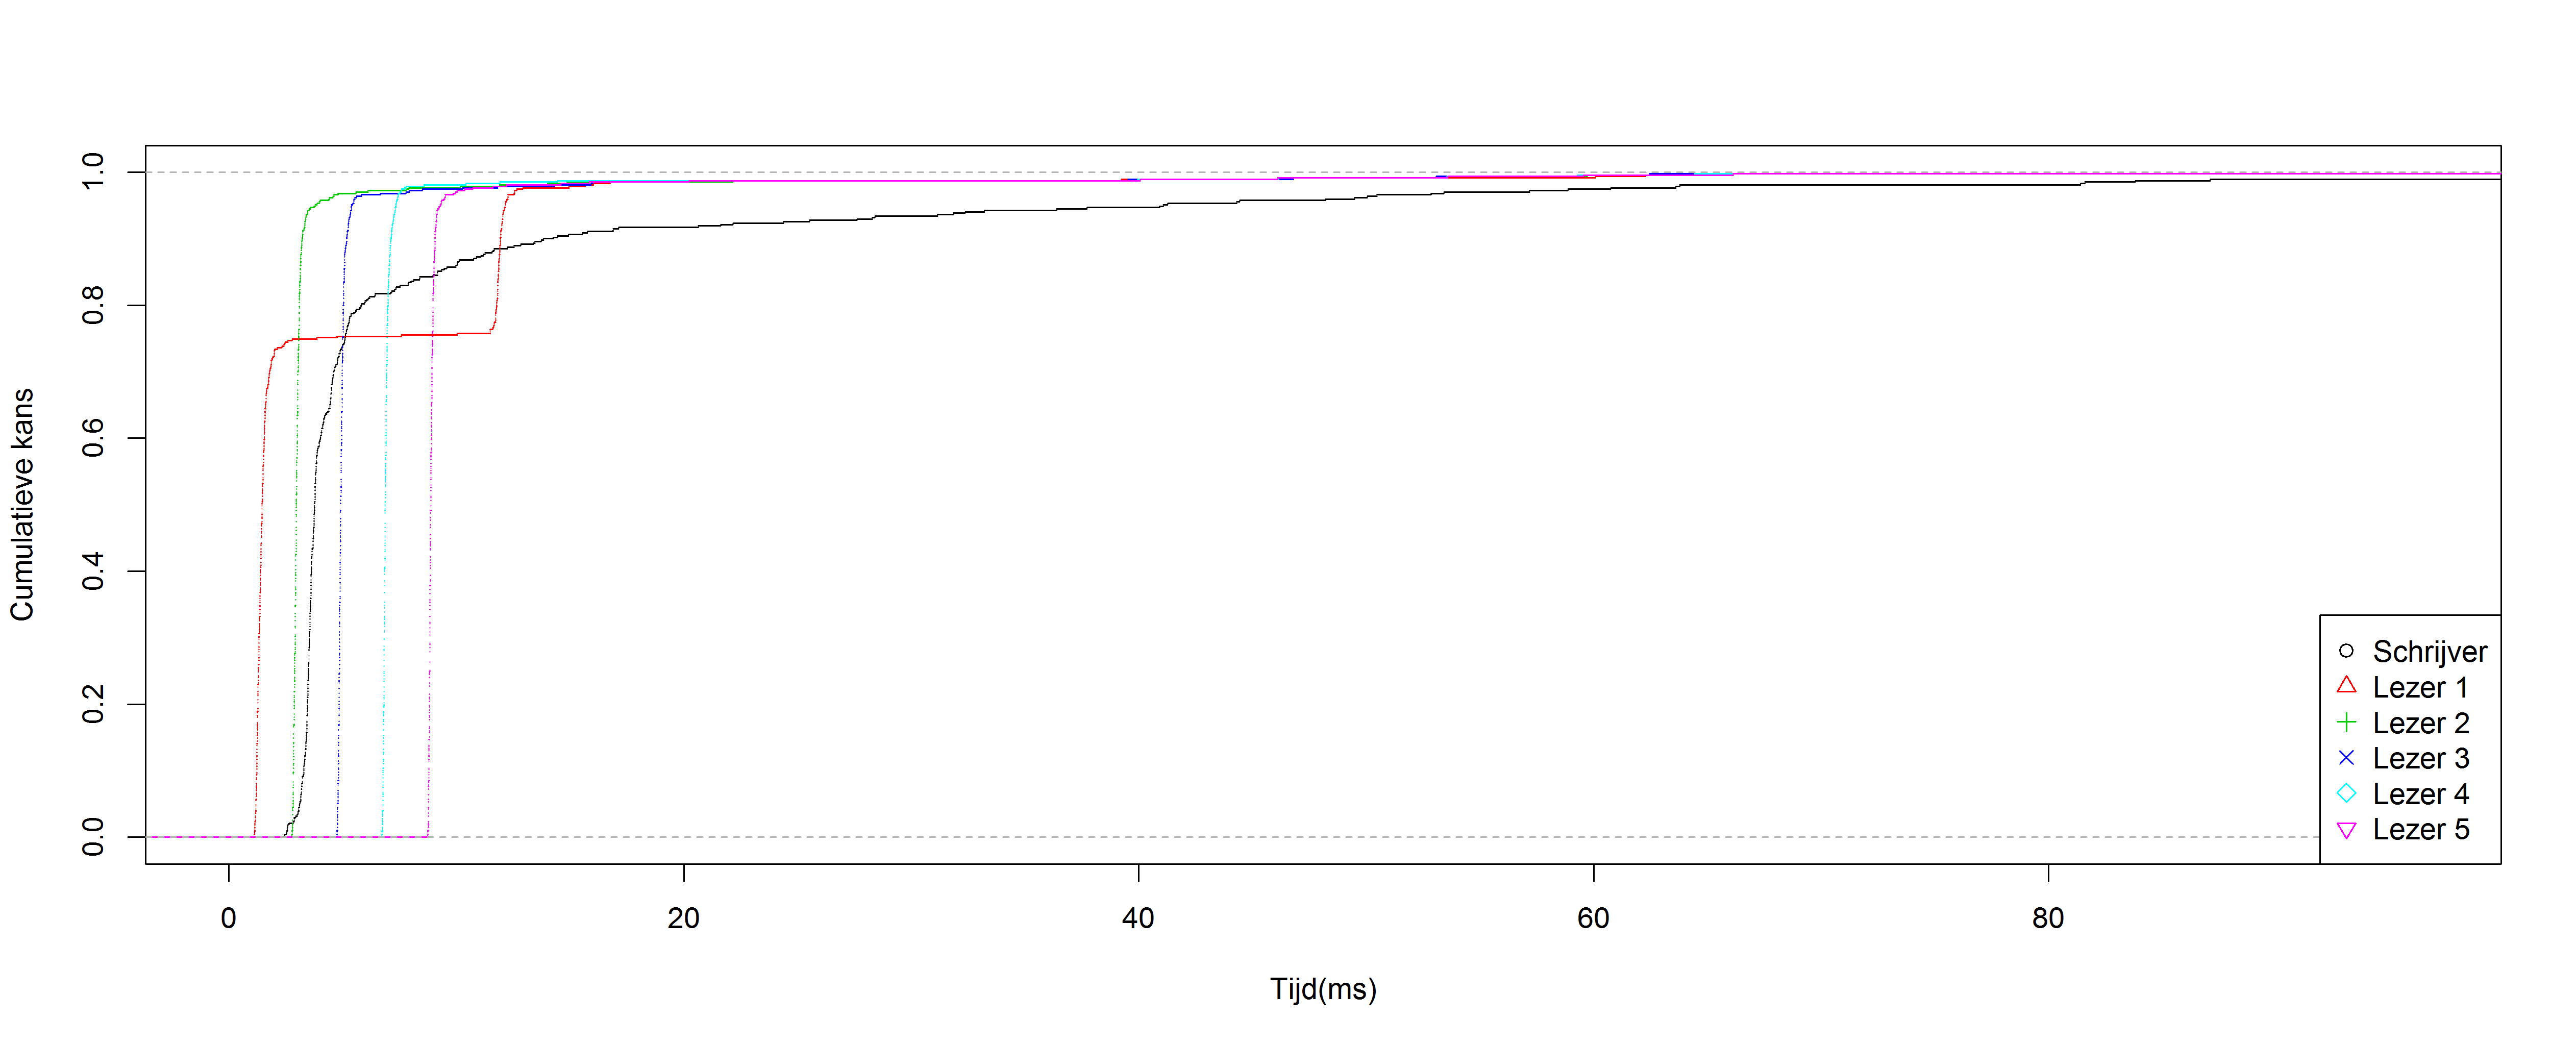 Cumulatieve kans
1.0
0.8
0.6
0.4
0.2
0.0
0 20 40 60 80
Tijd(ms)
Schrijver
Lezer 1
Lezer 2
Lezer 3
Lezer 4
Lezer 5